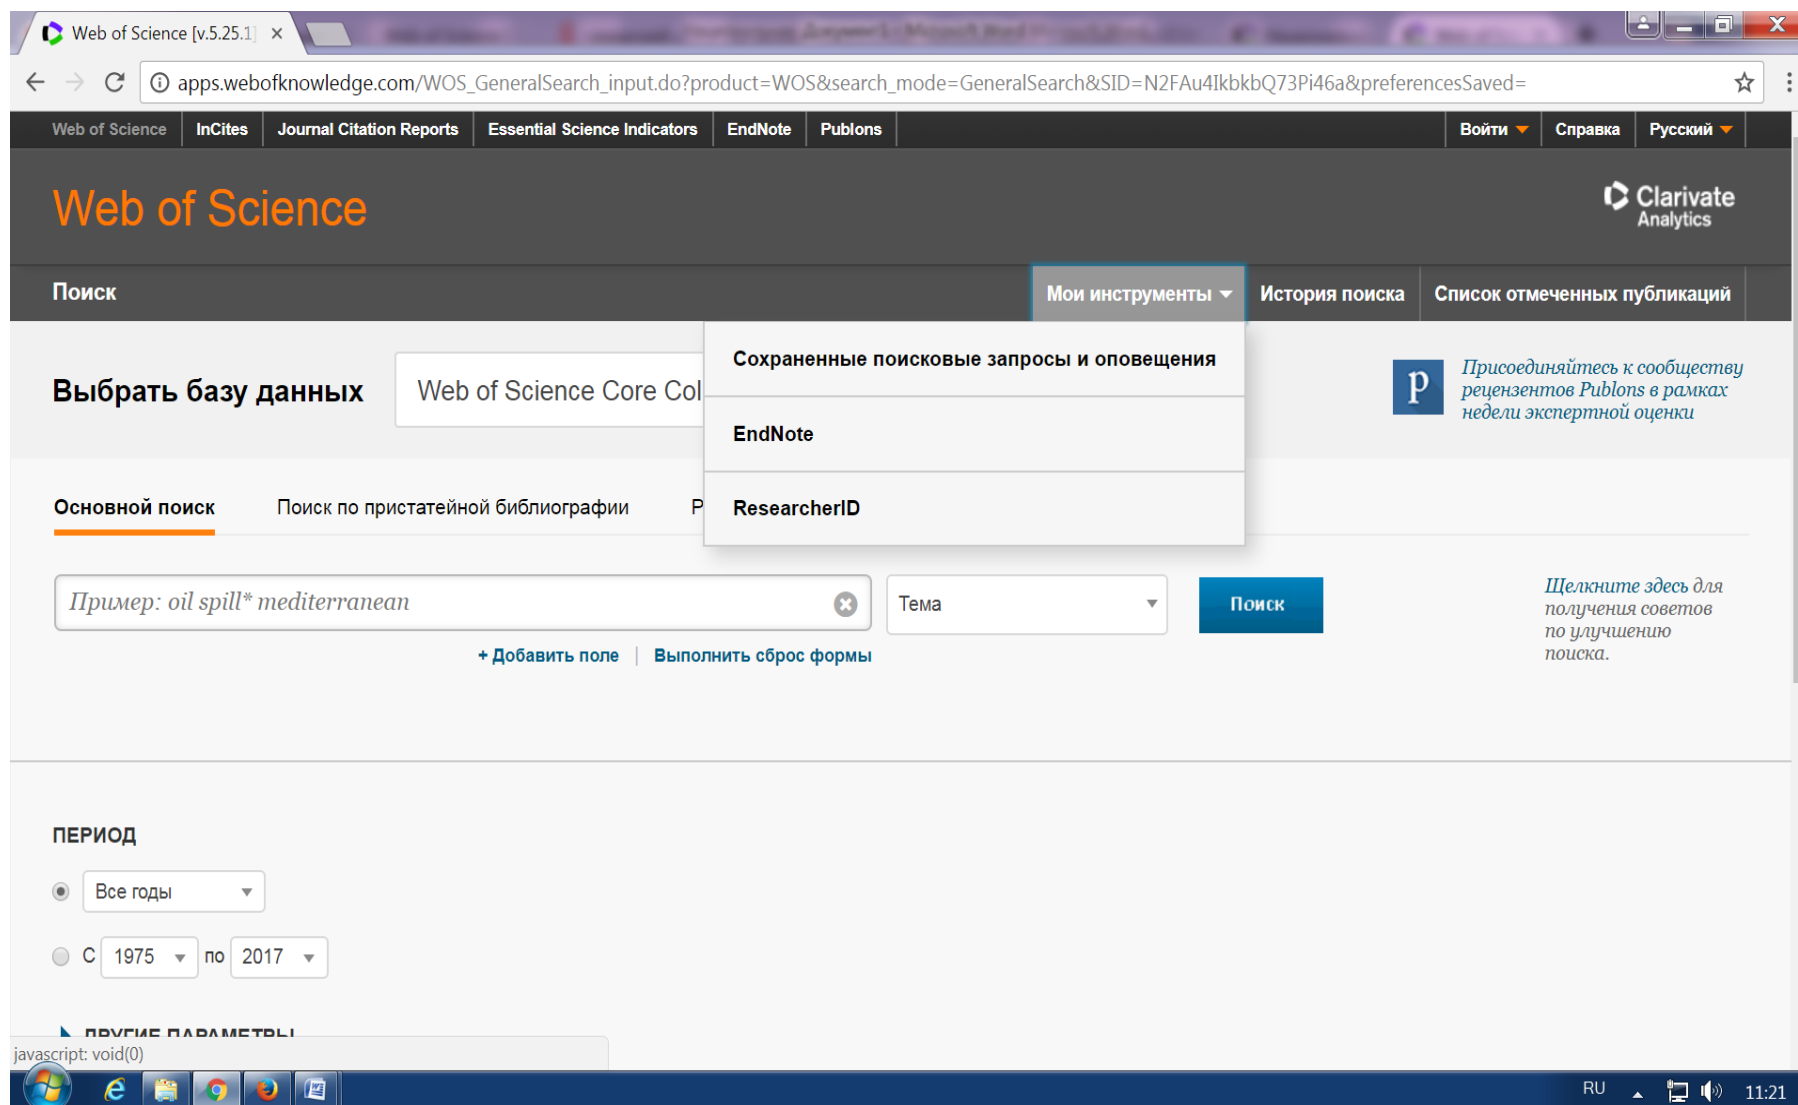 Web of Science [v.5.25.1]
apps.webofknowledge.com/WOS_GeneralSearch_input.do?product=WOS&search_mode=GeneralSearch&SID=N2FAu4IkbkbQ73Pi46a&preferencesSaved=
Web of Science InCites Journal Citation Reports Essential Science Indicators EndNote Publons Войти Справка Русский
Web of Science
Clarivate
Analytics
Поиск Мои инструменты История поиска Список отмеченных публикаций
Сохраненные поисковые запросы и оповещения
EndNote
ResearcherID
Выбрать базу данных Web of Science Core Col
Присоединяйтесь к сообществу
рецензентов Publons в рамках
недели экспертной оценки
Основной поиск Поиск по пристатейной библиографии Р
Пример: oil spill* mediterranean Тема Поиск
+ Добавить поле Выполнить сброс формы
Щелкните здесь для
получения советов
по улучшению
поиска.
ПЕРИОД
Все годы
С 1975 по 2017
ДРУГИЕ ПАРАМЕТРЫ
javascript: void(0)
RU 11:21